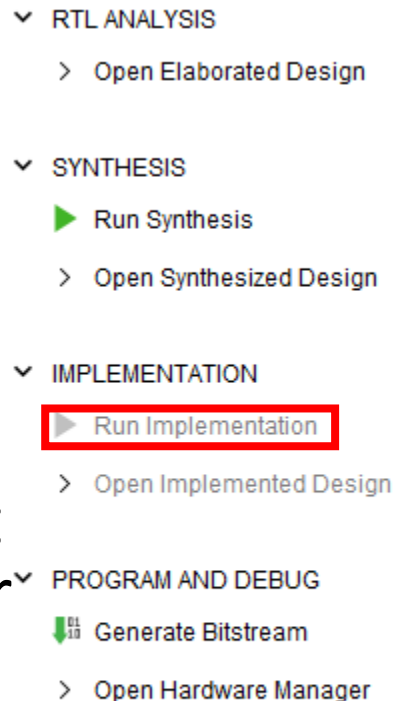 RTL ANALYSIS
Open Elaborated Design
SYNTHESIS
Run Synthesis
Open Synthesized Design
IMPLEMENTATION
Run Implementation
Open Implemented Design
PROGRAM AND DEBUG
Generate Bitstream
Open Hardware Manager